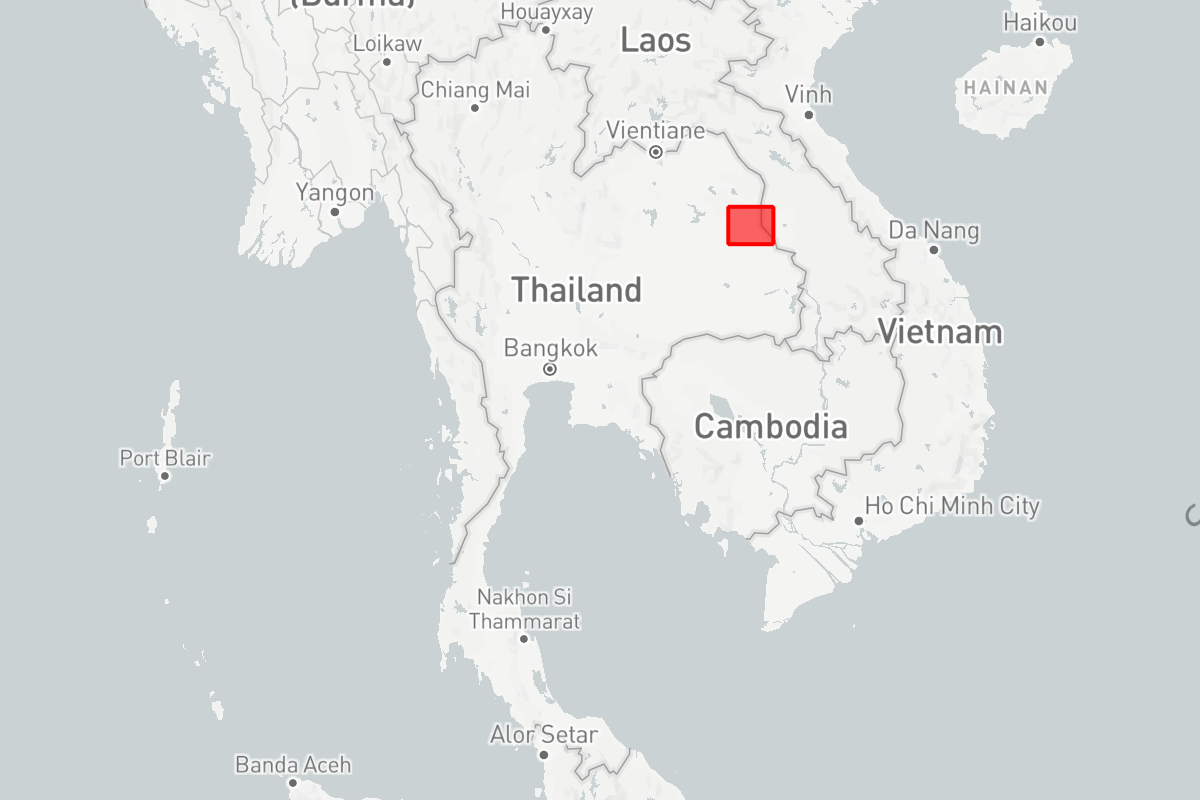 (Burma)
Houayxay
Haikou
Loikaw
Laos
Chiang Mai
Vinh
HAINAN
Vientiane
Yangon
Da Nang
Thailand
Vietnam
Bangkok
Cambodia
Port Blair
Ho Chi Minh City
Nakhon Si
Thammarat
Alor Setar
Banda Aceh